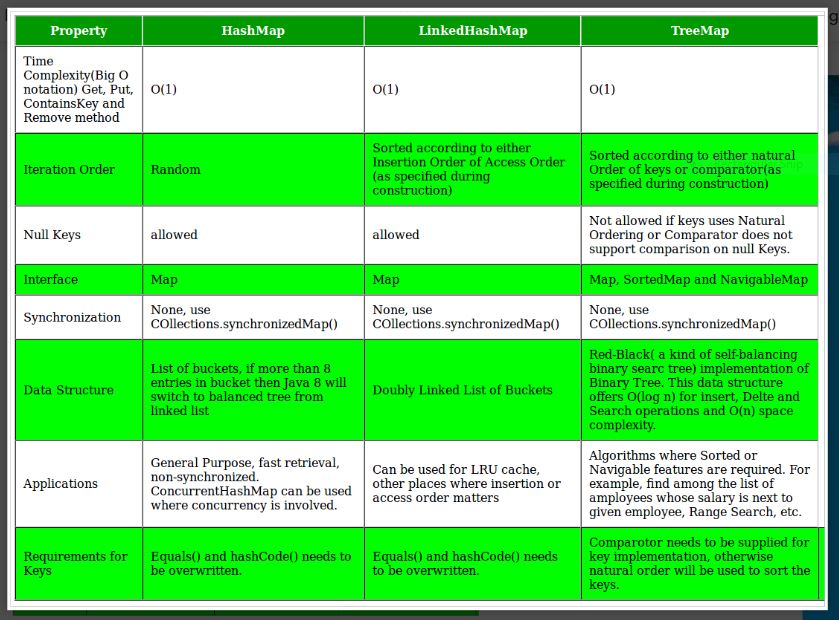 Property HashMap LinkedHashMap TreeMap
Time
Complexity(Big O
notation) Get, Put,
ContainsKey and
Remove method
O(1)
O(1)
O(1)
Iteration Order
Random
Sorted according to either
Insertion Order of Access Order
(as specified during
construction)
Sorted according to either natural
Order of keys or comparator(as
specified during construction)
Null Keys
allowed
allowed
Not allowed if keys uses Natural
Ordering or Comparator does not
support comparison on null Keys.
Interface
Map
Map
Map, SortedMap and NavigableMap
Synchronization
None, use
COllections.synchronizedMap()
None, use
COllections.synchronizedMap()
None, use
COllections.synchronizedMap()
Data Structure
List of buckets, if more than 8
entries in bucket then Java 8 will
switch to balanced tree from
linked list
Doubly Linked List of Buckets
Red-Black( a kind of self-balancing
binary searc tree) implementation of
Binary Tree. This data structure
offers O(log n) for insert, Delte and
Search operations and O(n) space
complexity.
Applications
General Purpose, fast retrieval,
non-synchronized.
ConcurrentHashMap can be used
where concurrency is involved.
Can be used for LRU cache,
other places where insertion or
access order matters
Algorithms where Sorted or
Navigable features are required. For
example, find among the list of
amployees whose salary is next to
given employee, Range Search, etc.
Requirements for
Keys
Equals() and hashCode() needs to
be overwritten.
Equals() and hashCode() needs
to be overwritten.
Comparotor needs to be supplied for
key implementation, otherwise
natural order will be used to sort the
keys.